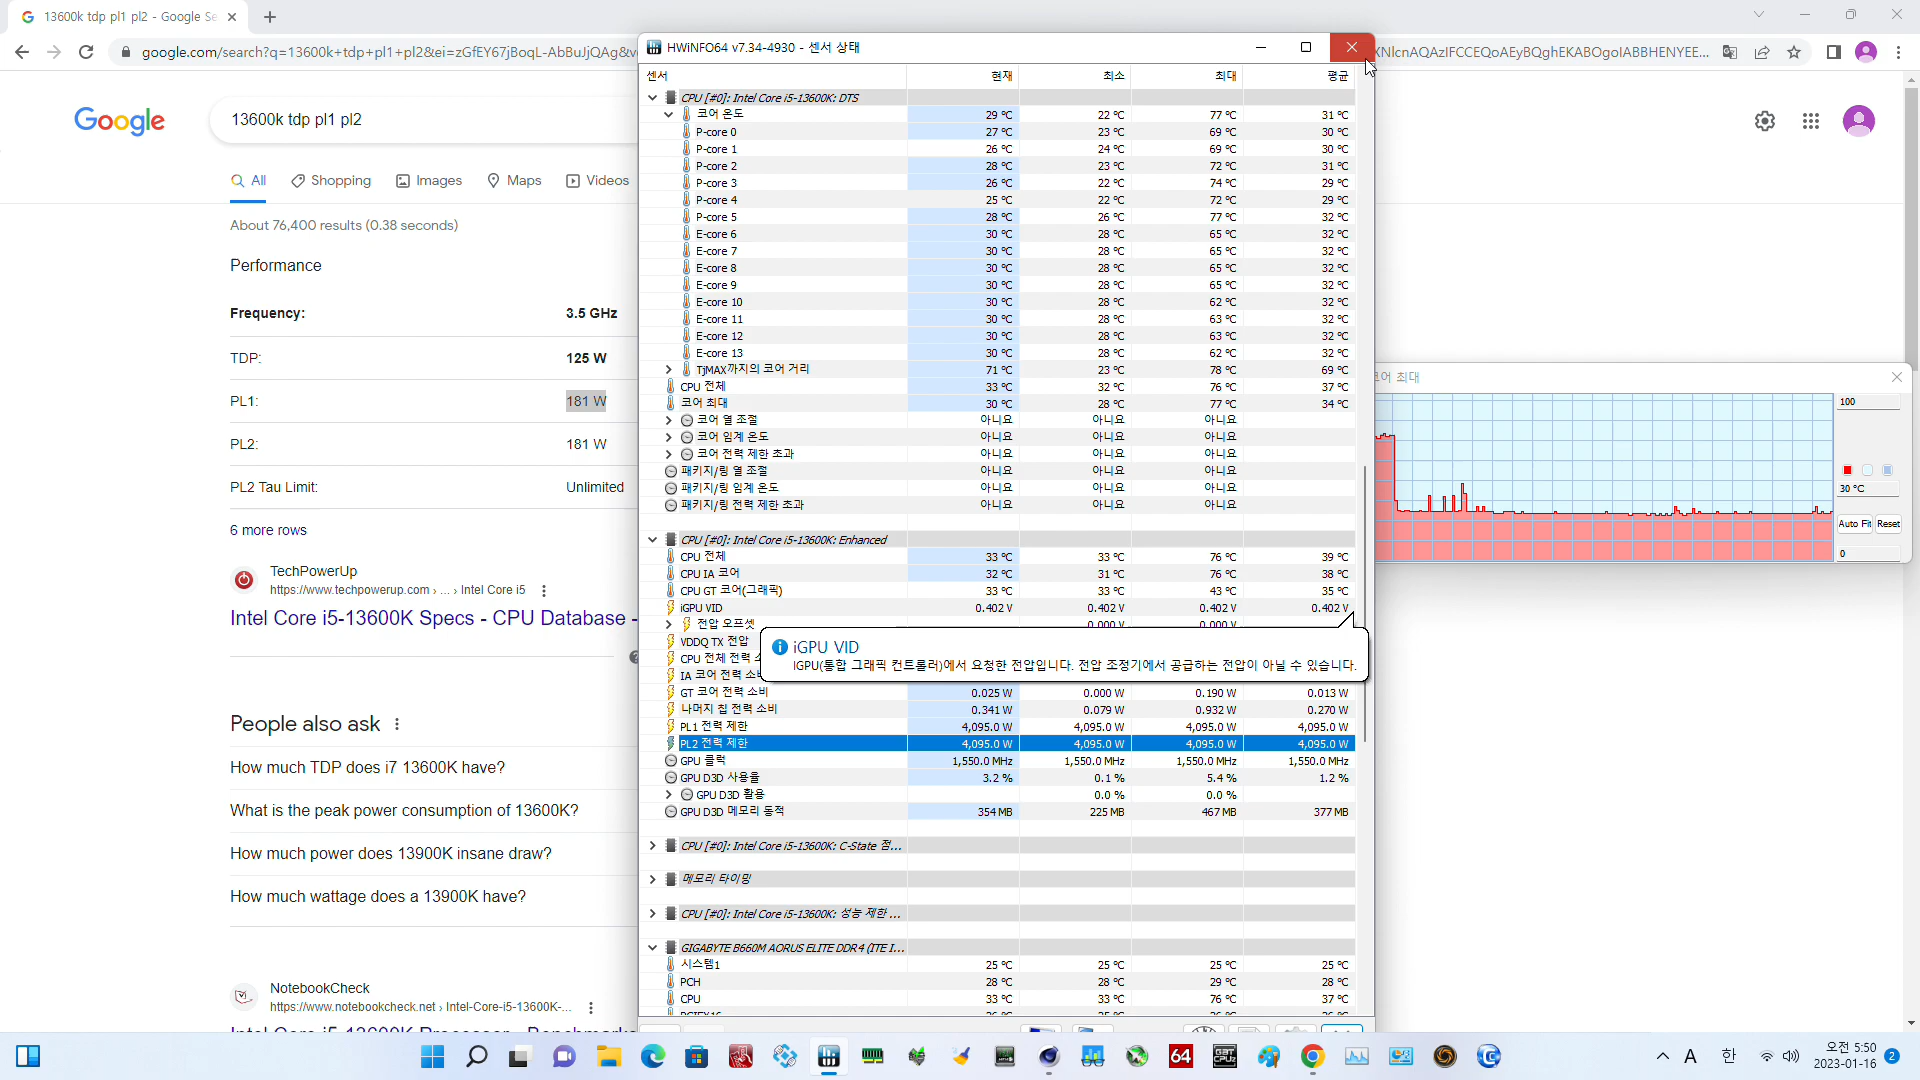 13600k tdp pl1 pl2 - Google Se
google.com/search?q=13600k+tdp+pl1+pl2&ei=zGfEY67jBoqL-AbBuJjQAg&v
XNlcnAQAzIFCCEQoAEyBQghEKABOgoIABBHENYEE...
Google
13600k tdp pl1 pl2
All
Shopping
Images
Maps
Videos
About 76,400 results (0.38 seconds)
Performance
Frequency: 3.5 GHz
TDP: 125 W
PL1: 181 W
PL2: 181 W
PL2 Tau Limit: Unlimited
6 more rows
TechPowerUp
https://www.techpowerup.com › ... › Intel Core i5
Intel Core i5-13600K Specs - CPU Database -
People also ask
How much TDP does i7 13600K have?
What is the peak power consumption of 13600K?
How much power does 13900K insane draw?
How much wattage does a 13900K have?
NotebookCheck
https://www.notebookcheck.net › Intel-Core-i5-13600K-...
HWiNFO64 v7.34-4930 - 센서 상태
센서 현재 최소 최대 평균
CPU [#0]: Intel Core i5-13600K: DTS
코어 온도 29 °C 22 °C 77 °C 31 °C
P-core 0 27 °C 23 °C 69 °C 30 °C
P-core 1 26 °C 24 °C 69 °C 30 °C
P-core 2 28 °C 23 °C 72 °C 31 °C
P-core 3 26 °C 22 °C 74 °C 29 °C
P-core 4 25 °C 22 °C 72 °C 29 °C
P-core 5 28 °C 26 °C 77 °C 32 °C
E-core 6 30 °C 28 °C 65 °C 32 °C
E-core 7 30 °C 28 °C 65 °C 32 °C
E-core 8 30 °C 28 °C 65 °C 32 °C
E-core 9 30 °C 28 °C 65 °C 32 °C
E-core 10 30 °C 28 °C 62 °C 32 °C
E-core 11 30 °C 28 °C 63 °C 32 °C
E-core 12 30 °C 28 °C 63 °C 32 °C
E-core 13 30 °C 28 °C 62 °C 32 °C
TjMAX까지의 코어 거리 71 °C 23 °C 78 °C 69 °C
CPU 전체 33 °C 32 °C 76 °C 37 °C
코어 최대 30 °C 28 °C 77 °C 34 °C
코어 열 조절 아니요 아니요 아니요
코어 임계 온도 아니요 아니요 아니요
코어 전력 제한 초과 아니요 아니요 아니요
패키지/링 열 조절 아니요 아니요 아니요
패키지/링 임계 온도 아니요 아니요 아니요
패키지/링 전력 제한 초과 아니요 아니요 아니요
CPU [#0]: Intel Core i5-13600K: Enhanced
CPU 전체 33 °C 33 °C 76 °C 39 °C
CPU IA 코어 32 °C 31 °C 76 °C 38 °C
CPU GT 코어(그래픽) 33 °C 33 °C 43 °C 35 °C
iGPU VID 0.402 V 0.402 V 0.402 V 0.402 V
전압 오프셋 0.000 V 0.000 V
VDDQ TX 전압
CPU 전체 전력
IA 코어 전력
iGPU VID
IGPU(통합 그래픽 컨트롤러)에서 요청한 전압입니다. 전압 조정기에서 공급하는 전압이 아닐 수 있습니다.
GT 코어 전력 소비 0.025 W 0.000 W 0.190 W 0.013 W
나머지 칩 전력 소비 0.341 W 0.079 W 0.932 W 0.270 W
PL1 전력 제한 4,095.0 W 4,095.0 W 4,095.0 W 4,095.0 W
PL2 전력 제한 4,095.0 W 4,095.0 W 4,095.0 W 4,095.0 W
GPU 클럭 1,550.0 MHz 1,550.0 MHz 1,550.0 MHz 1,550.0 MHz
GPU D3D 사용율 3.2 % 0.1 % 5.4 % 1.2 %
GPU D3D 활용 0.0 % 0.0 %
GPU D3D 메모리 동적 354 MB 225 MB 467 MB 377 MB
CPU [#0]: Intel Core i5-13600K: C-State 점...
메모리 타이밍
CPU [#0]: Intel Core i5-13600K: 성능 제한 ...
GIGABYTE B660M AORUS ELITE DDR4 (ITE I...
시스템1 25 °C 25 °C 25 °C 25 °C
PCH 28 °C 28 °C 29 °C 28 °C
CPU 33 °C 33 °C 76 °C 37 °C
코어 최대
100
30 °C
Auto Fit Reset
0
64
A 한
오전 5:50
2023-01-16
2